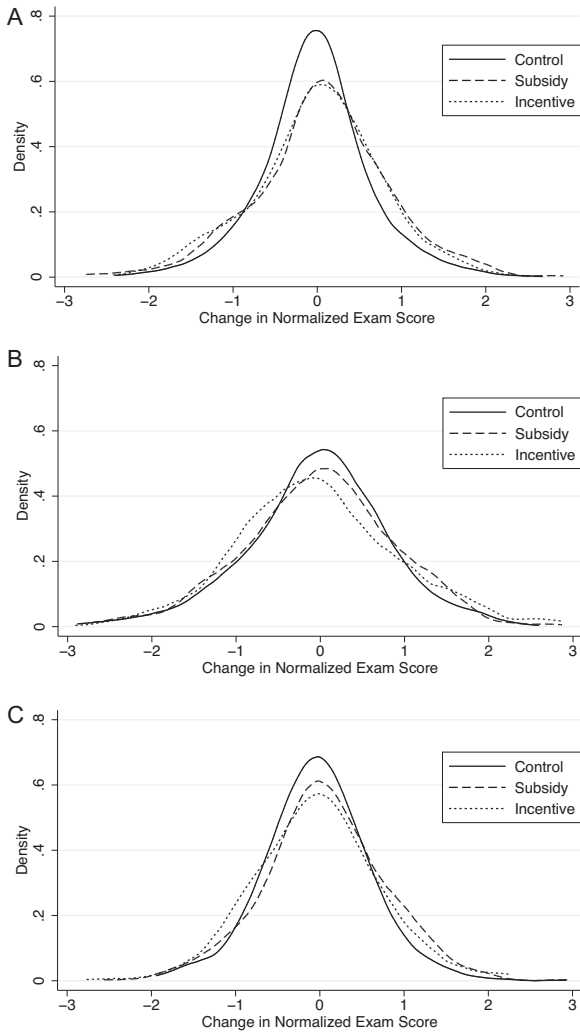 A
.8
.6
.4
.2
0
Density
Control
Subsidy
Incentive
−3 −2 −1 0 1 2 3
Change in Normalized Exam Score
B
.8
.6
.4
.2
0
Density
Control
Subsidy
Incentive
−3 −2 −1 0 1 2 3
Change in Normalized Exam Score
C
.8
.6
.4
.2
0
Density
Control
Subsidy
Incentive
−3 −2 −1 0 1 2 3
Change in Normalized Exam Score